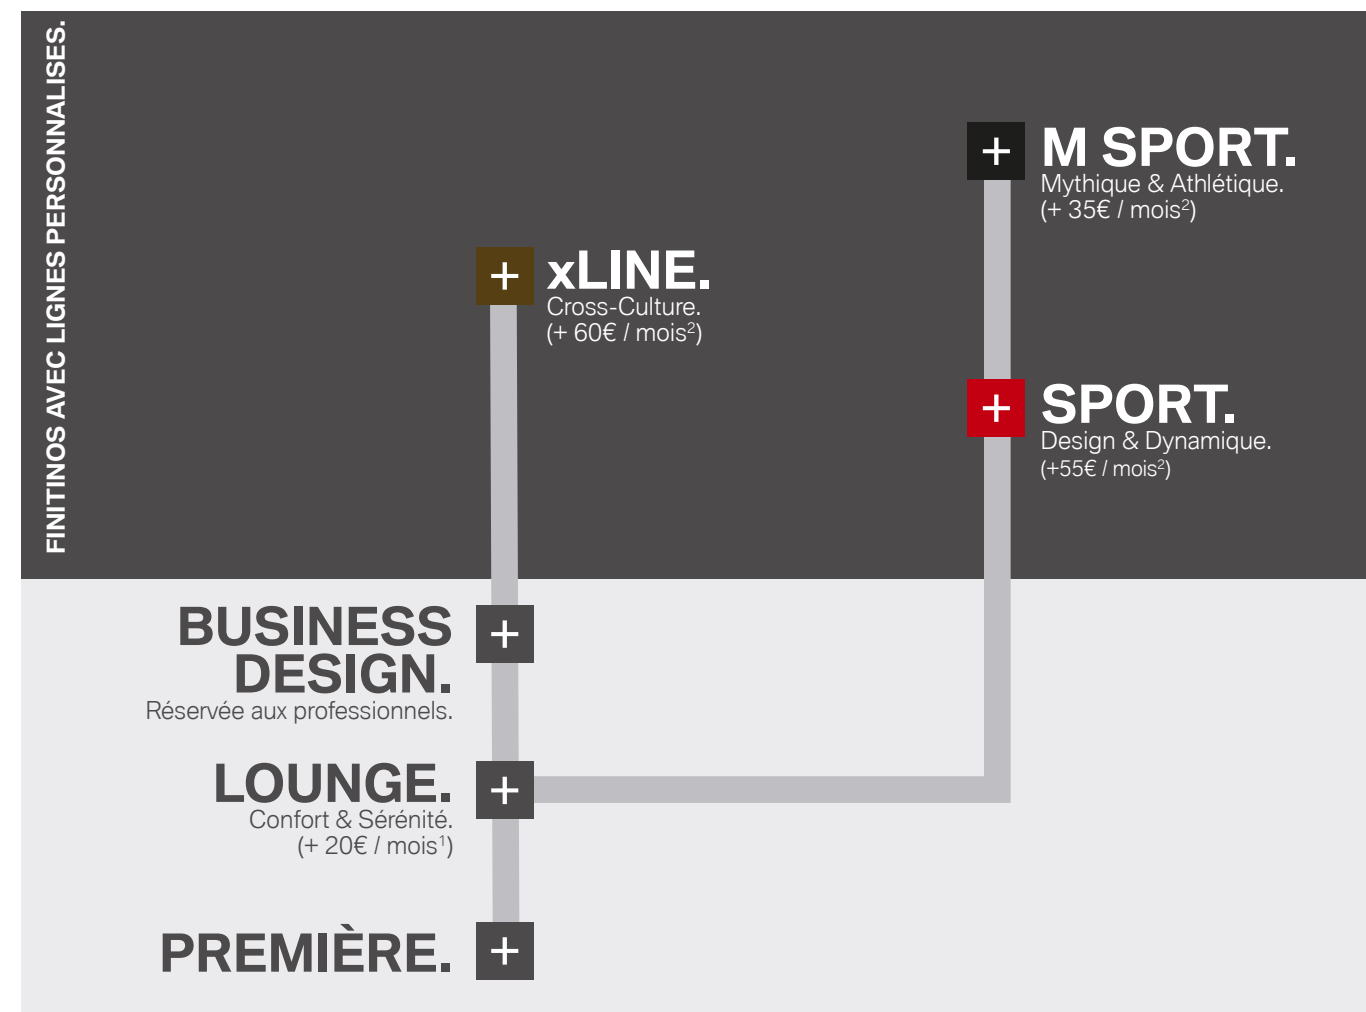 FINITINOS AVEC LIGNES PERSONNALISES.
+ M SPORT.
Mythique & Athlétique.
(+ 35€ / mois²)
+ xLINE.
Cross-Culture.
(+ 60€ / mois²)
+ SPORT.
Design & Dynamique.
(+55€ / mois²)
BUSINESS +
DESIGN.
Réservée aux professionnels.
LOUNGE. +
Confort & Sérénité.
(+ 20€ / mois¹)
PREMIÈRE. +